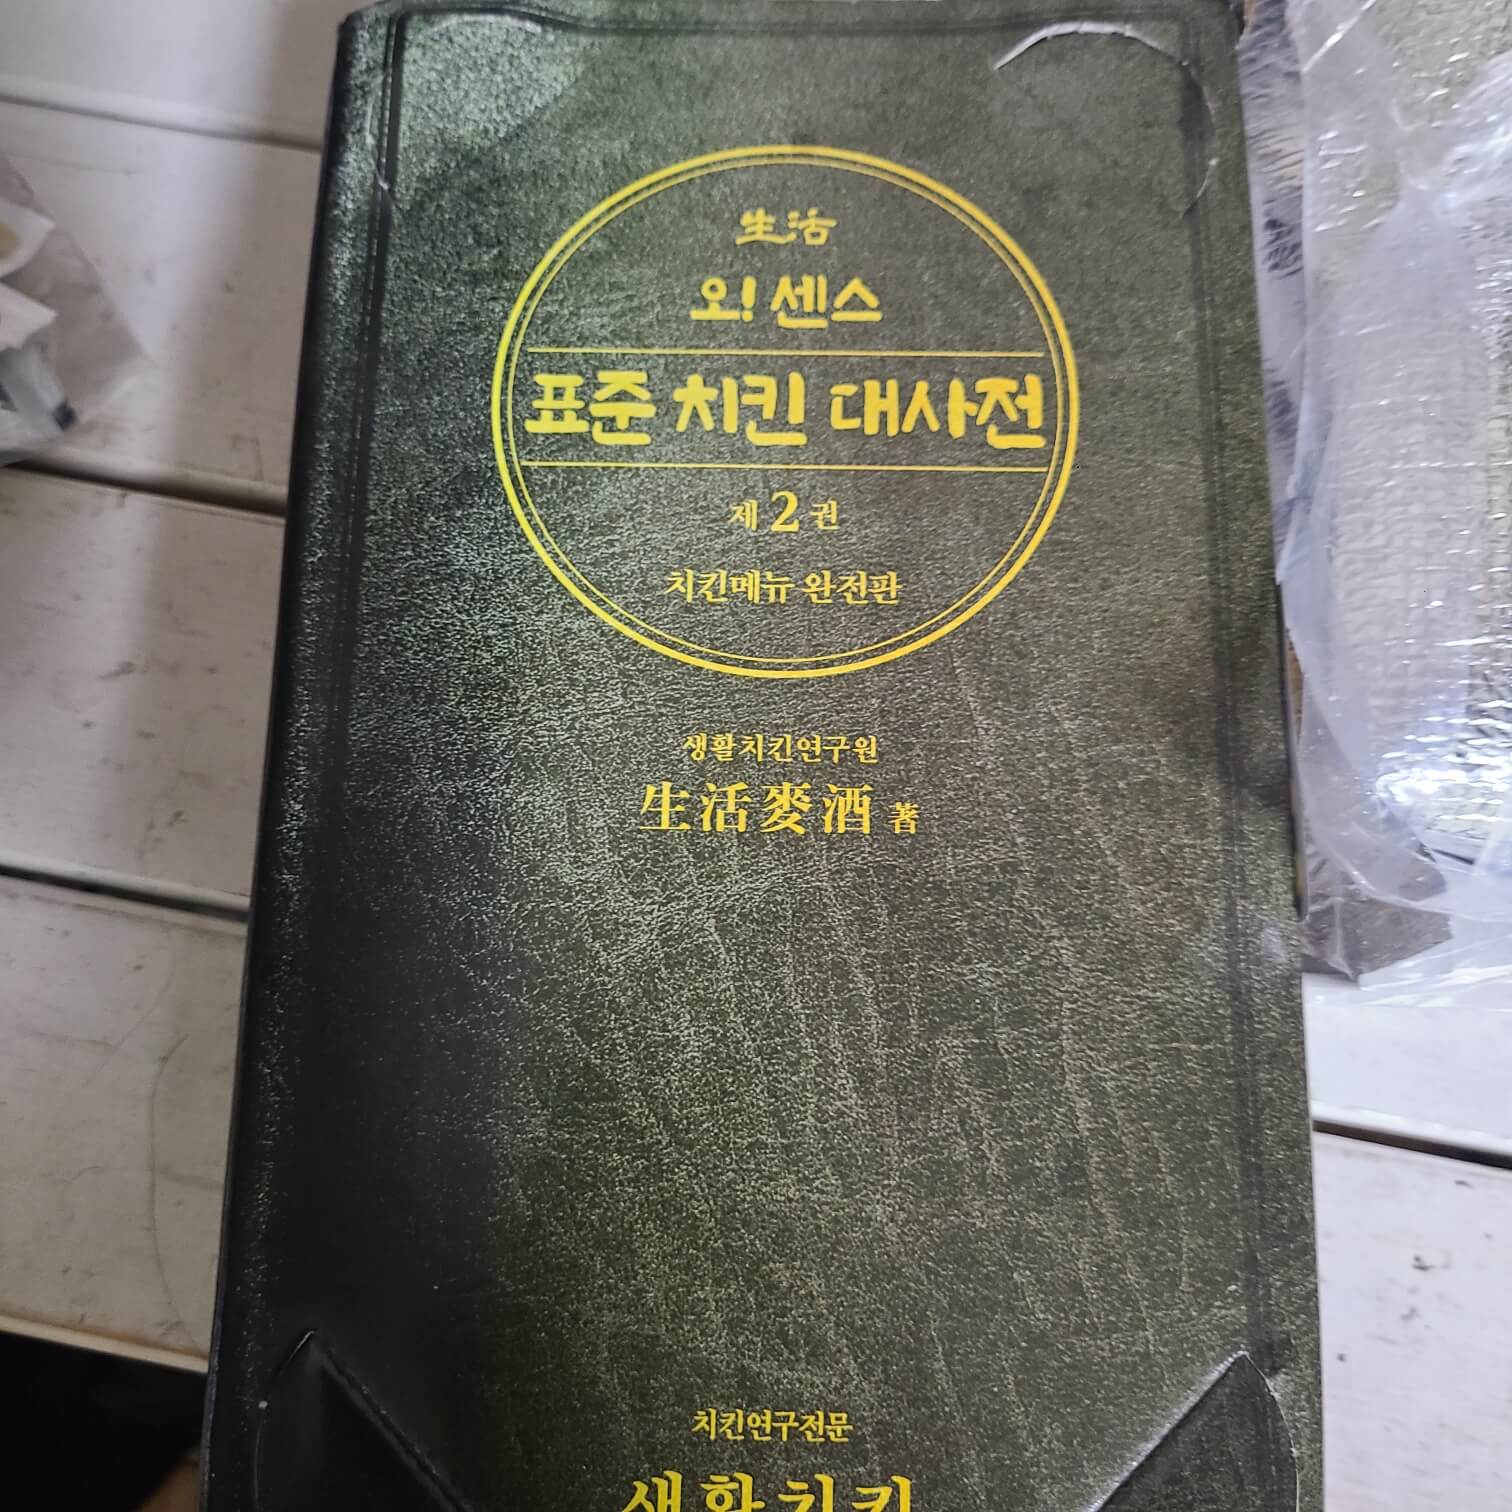 生活
오! 센스
표준 치킨 대사전
제 2 권
치킨메뉴 완전판
생활치킨연구원
生活麥酒 著
치킨연구전문
생활치킨